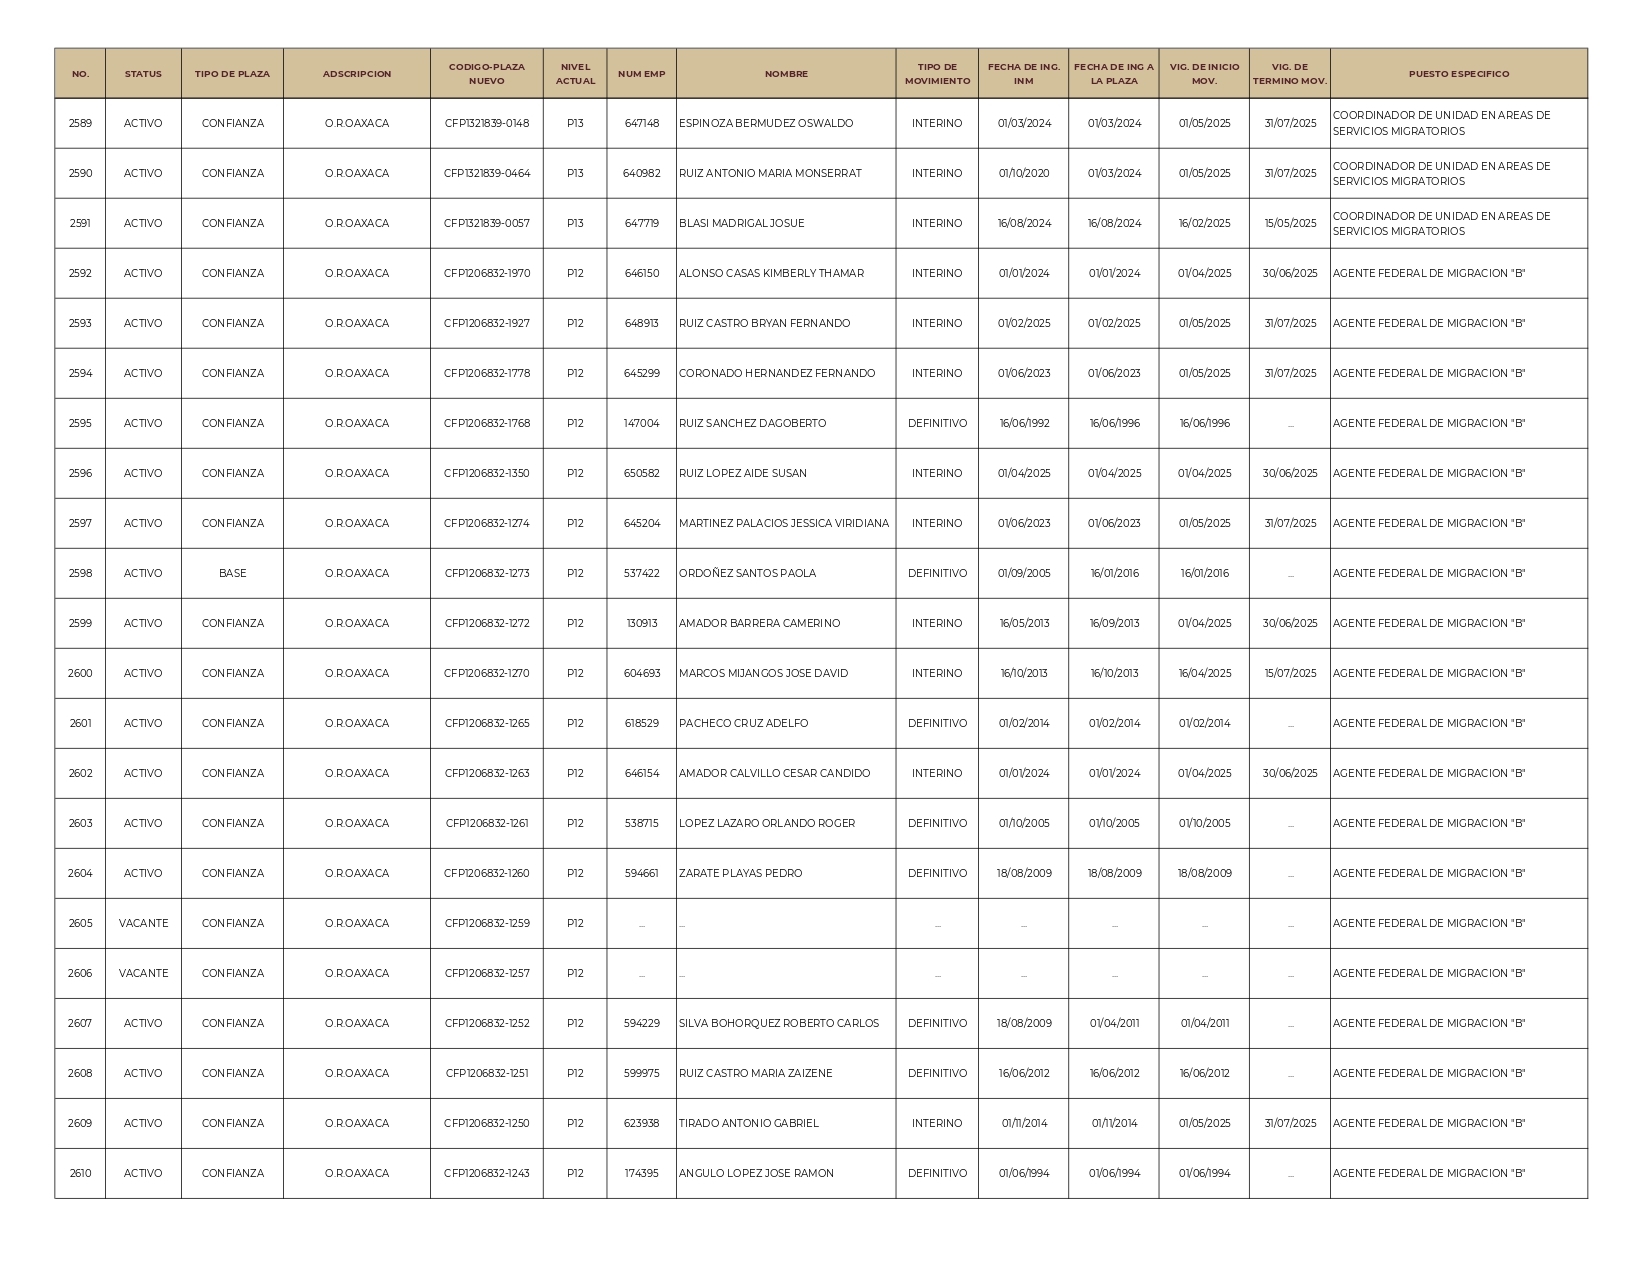 NO. STATUS TIPO DE PLAZA ADSCRIPCION CODIGO-PLAZA NUEVO NIVEL ACTUAL NUM EMP NOMBRE TIPO DE MOVIMIENTO FECHA DE ING. INM FECHA DE ING A LA PLAZA VIG. DE INICIO MOV. VIG. DE TERMINO MOV. PUESTO ESPECIFICO
2589 ACTIVO CONFIANZA O.R.OAXACA CFP1321839-0148 P13 647148 ESPINOZA BERMUDEZ OSWALDO INTERINO 01/03/2024 01/03/2024 01/05/2025 31/07/2025 COORDINADOR DE UNIDAD EN AREAS DE SERVICIOS MIGRATORIOS
2590 ACTIVO CONFIANZA O.R.OAXACA CFP1321839-0464 P13 640982 RUIZ ANTONIO MARIA MONSERRAT INTERINO 01/10/2020 01/03/2024 01/05/2025 31/07/2025 COORDINADOR DE UNIDAD EN AREAS DE SERVICIOS MIGRATORIOS
2591 ACTIVO CONFIANZA O.R.OAXACA CFP1321839-0057 P13 647719 BLASI MADRIGAL JOSUE INTERINO 16/08/2024 16/08/2024 16/02/2025 15/05/2025 COORDINADOR DE UNIDAD EN AREAS DE SERVICIOS MIGRATORIOS
2592 ACTIVO CONFIANZA O.R.OAXACA CFP1206832-1970 P12 646150 ALONSO CASAS KIMBERLY THAMAR INTERINO 01/01/2024 01/01/2024 01/04/2025 30/06/2025 AGENTE FEDERAL DE MIGRACION "B"
2593 ACTIVO CONFIANZA O.R.OAXACA CFP1206832-1927 P12 648913 RUIZ CASTRO BRYAN FERNANDO INTERINO 01/02/2025 01/02/2025 01/05/2025 31/07/2025 AGENTE FEDERAL DE MIGRACION "B"
2594 ACTIVO CONFIANZA O.R.OAXACA CFP1206832-1778 P12 645299 CORONADO HERNANDEZ FERNANDO INTERINO 01/06/2023 01/06/2023 01/05/2025 31/07/2025 AGENTE FEDERAL DE MIGRACION "B"
2595 ACTIVO CONFIANZA O.R.OAXACA CFP1206832-1768 P12 147004 RUIZ SANCHEZ DAGOBERTO DEFINITIVO 16/06/1992 16/06/1996 16/06/1996 ... AGENTE FEDERAL DE MIGRACION "B"
2596 ACTIVO CONFIANZA O.R.OAXACA CFP1206832-1350 P12 650582 RUIZ LOPEZ AIDE SUSAN INTERINO 01/04/2025 01/04/2025 01/04/2025 30/06/2025 AGENTE FEDERAL DE MIGRACION "B"
2597 ACTIVO CONFIANZA O.R.OAXACA CFP1206832-1274 P12 645204 MARTINEZ PALACIOS JESSICA VIRIDIANA INTERINO 01/06/2023 01/06/2023 01/05/2025 31/07/2025 AGENTE FEDERAL DE MIGRACION "B"
2598 ACTIVO BASE O.R.OAXACA CFP1206832-1273 P12 537422 ORDOÑEZ SANTOS PAOLA DEFINITIVO 01/09/2005 16/01/2016 16/01/2016 ... AGENTE FEDERAL DE MIGRACION "B"
2599 ACTIVO CONFIANZA O.R.OAXACA CFP1206832-1272 P12 130913 AMADOR BARRERA CAMERINO INTERINO 16/05/2013 16/09/2013 01/04/2025 30/06/2025 AGENTE FEDERAL DE MIGRACION "B"
2600 ACTIVO CONFIANZA O.R.OAXACA CFP1206832-1270 P12 604693 MARCOS MIJANGOS JOSE DAVID INTERINO 16/10/2013 16/10/2013 16/04/2025 15/07/2025 AGENTE FEDERAL DE MIGRACION "B"
2601 ACTIVO CONFIANZA O.R.OAXACA CFP1206832-1265 P12 618529 PACHECO CRUZ ADELFO DEFINITIVO 01/02/2014 01/02/2014 01/02/2014 ... AGENTE FEDERAL DE MIGRACION "B"
2602 ACTIVO CONFIANZA O.R.OAXACA CFP1206832-1263 P12 646154 AMADOR CALVILLO CESAR CANDIDO INTERINO 01/01/2024 01/01/2024 01/04/2025 30/06/2025 AGENTE FEDERAL DE MIGRACION "B"
2603 ACTIVO CONFIANZA O.R.OAXACA CFP1206832-1261 P12 538715 LOPEZ LAZARO ORLANDO ROGER DEFINITIVO 01/10/2005 01/10/2005 01/10/2005 ... AGENTE FEDERAL DE MIGRACION "B"
2604 ACTIVO CONFIANZA O.R.OAXACA CFP1206832-1260 P12 594661 ZARATE PLAYAS PEDRO DEFINITIVO 18/08/2009 18/08/2009 18/08/2009 ... AGENTE FEDERAL DE MIGRACION "B"
2605 VACANTE CONFIANZA O.R.OAXACA CFP1206832-1259 P12 ... ... ... ... ... ... ... AGENTE FEDERAL DE MIGRACION "B"
2606 VACANTE CONFIANZA O.R.OAXACA CFP1206832-1257 P12 ... ... ... ... ... ... ... AGENTE FEDERAL DE MIGRACION "B"
2607 ACTIVO CONFIANZA O.R.OAXACA CFP1206832-1252 P12 594229 SILVA BOHORQUEZ ROBERTO CARLOS DEFINITIVO 18/08/2009 01/04/2011 01/04/2011 ... AGENTE FEDERAL DE MIGRACION "B"
2608 ACTIVO CONFIANZA O.R.OAXACA CFP1206832-1251 P12 599975 RUIZ CASTRO MARIA ZAIZENE DEFINITIVO 16/06/2012 16/06/2012 16/06/2012 ... AGENTE FEDERAL DE MIGRACION "B"
2609 ACTIVO CONFIANZA O.R.OAXACA CFP1206832-1250 P12 623938 TIRADO ANTONIO GABRIEL INTERINO 01/11/2014 01/11/2014 01/05/2025 31/07/2025 AGENTE FEDERAL DE MIGRACION "B"
2610 ACTIVO CONFIANZA O.R.OAXACA CFP1206832-1243 P12 174395 ANGULO LOPEZ JOSE RAMON DEFINITIVO 01/06/1994 01/06/1994 01/06/1994 ... AGENTE FEDERAL DE MIGRACION "B"